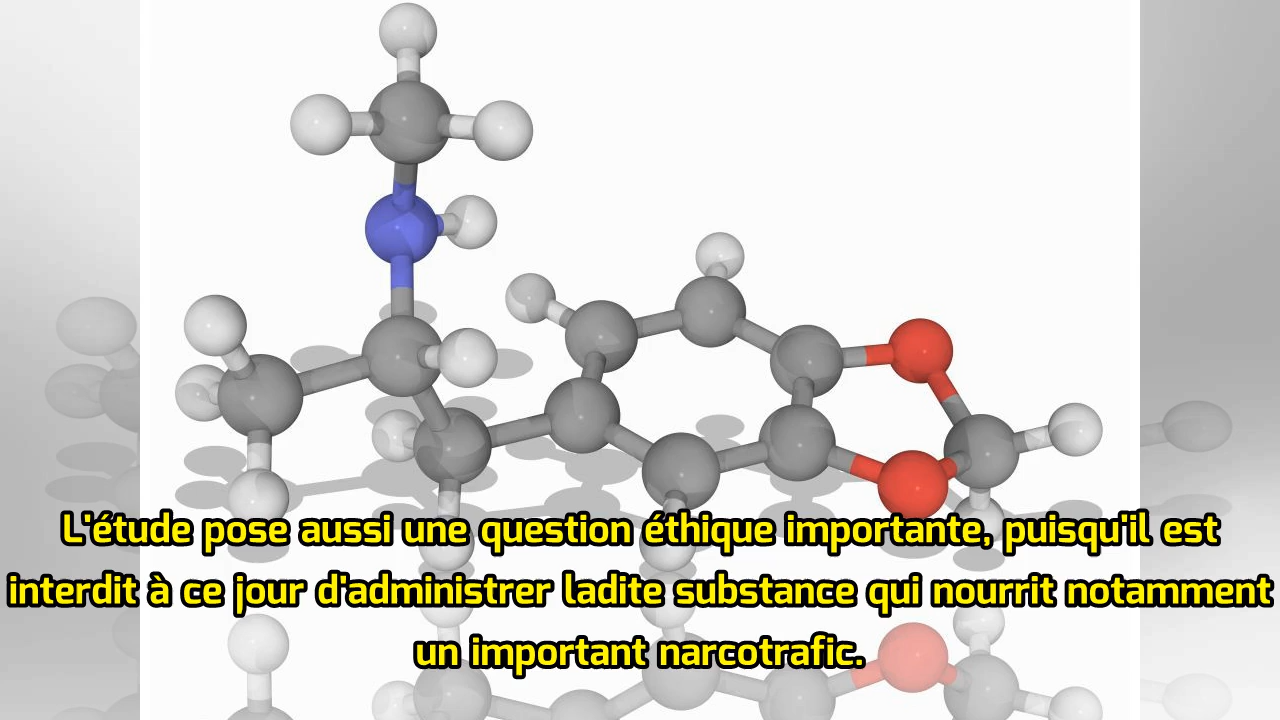 L'étude pose aussi une question éthique importante, puisqu'il est
interdit à ce jour d'administrer ladite substance qui nourrit notamment
un important narcotrafic.